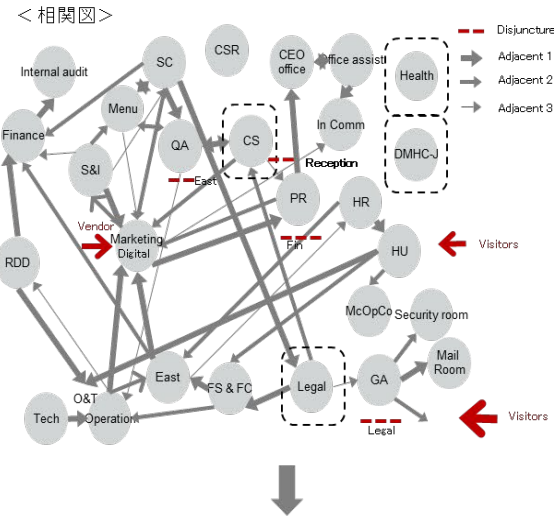 ＜相関図＞
Disjuncture
Adjacent 1
Adjacent 2
Adjacent 3
CSR
SC
CEO
office
Office assist
Internal audit
Health
Menu
In Comm
Finance
QA
CS
DMHC-J
Reception
S&I
East
PR
HR
Vendor
Marketing
Digital
Fin
HU
Visitors
RDD
McOpCo
Security room
Mail
Room
East
FS & FC
Legal
GA
O&T
Tech
Operation
Legal
Visitors